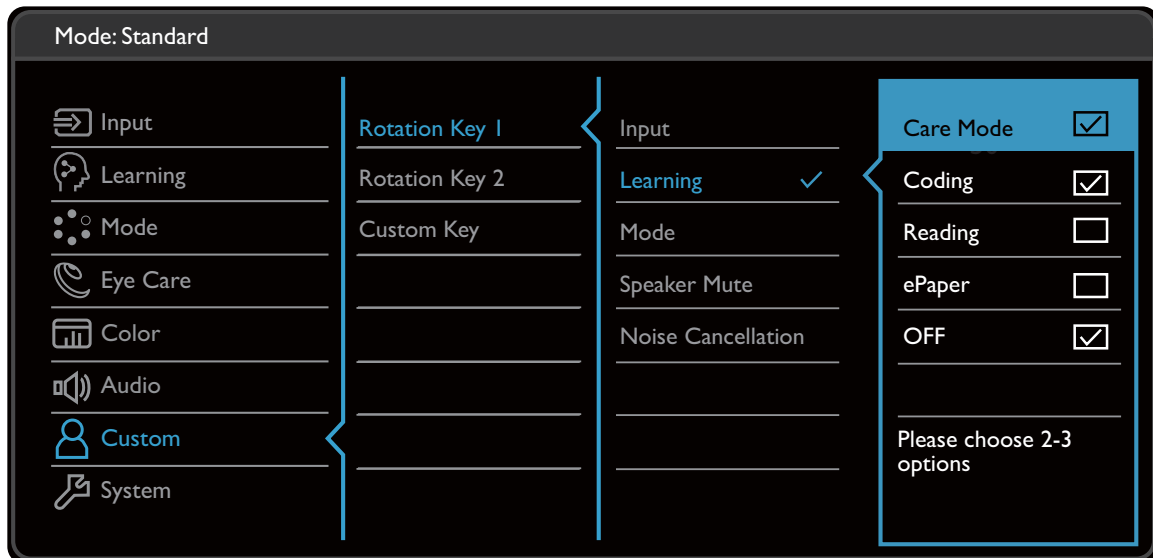 Mode: Standard
Input
Learning
Mode
Eye Care
Color
Audio
Custom
System
Rotation Key 1
Rotation Key 2
Custom Key
Input
Learning
Mode
Speaker Mute
Noise Cancellation
Care Mode
Coding
Reading
ePaper
OFF
Please choose 2-3
options